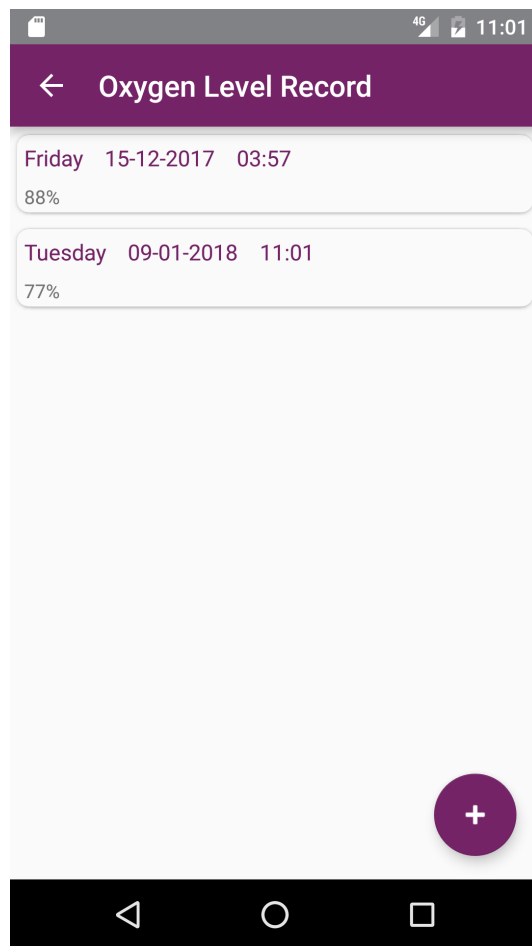 4G 11:01
Oxygen Level Record
Friday 15-12-2017 03:57
88%
Tuesday 09-01-2018 11:01
77%
+